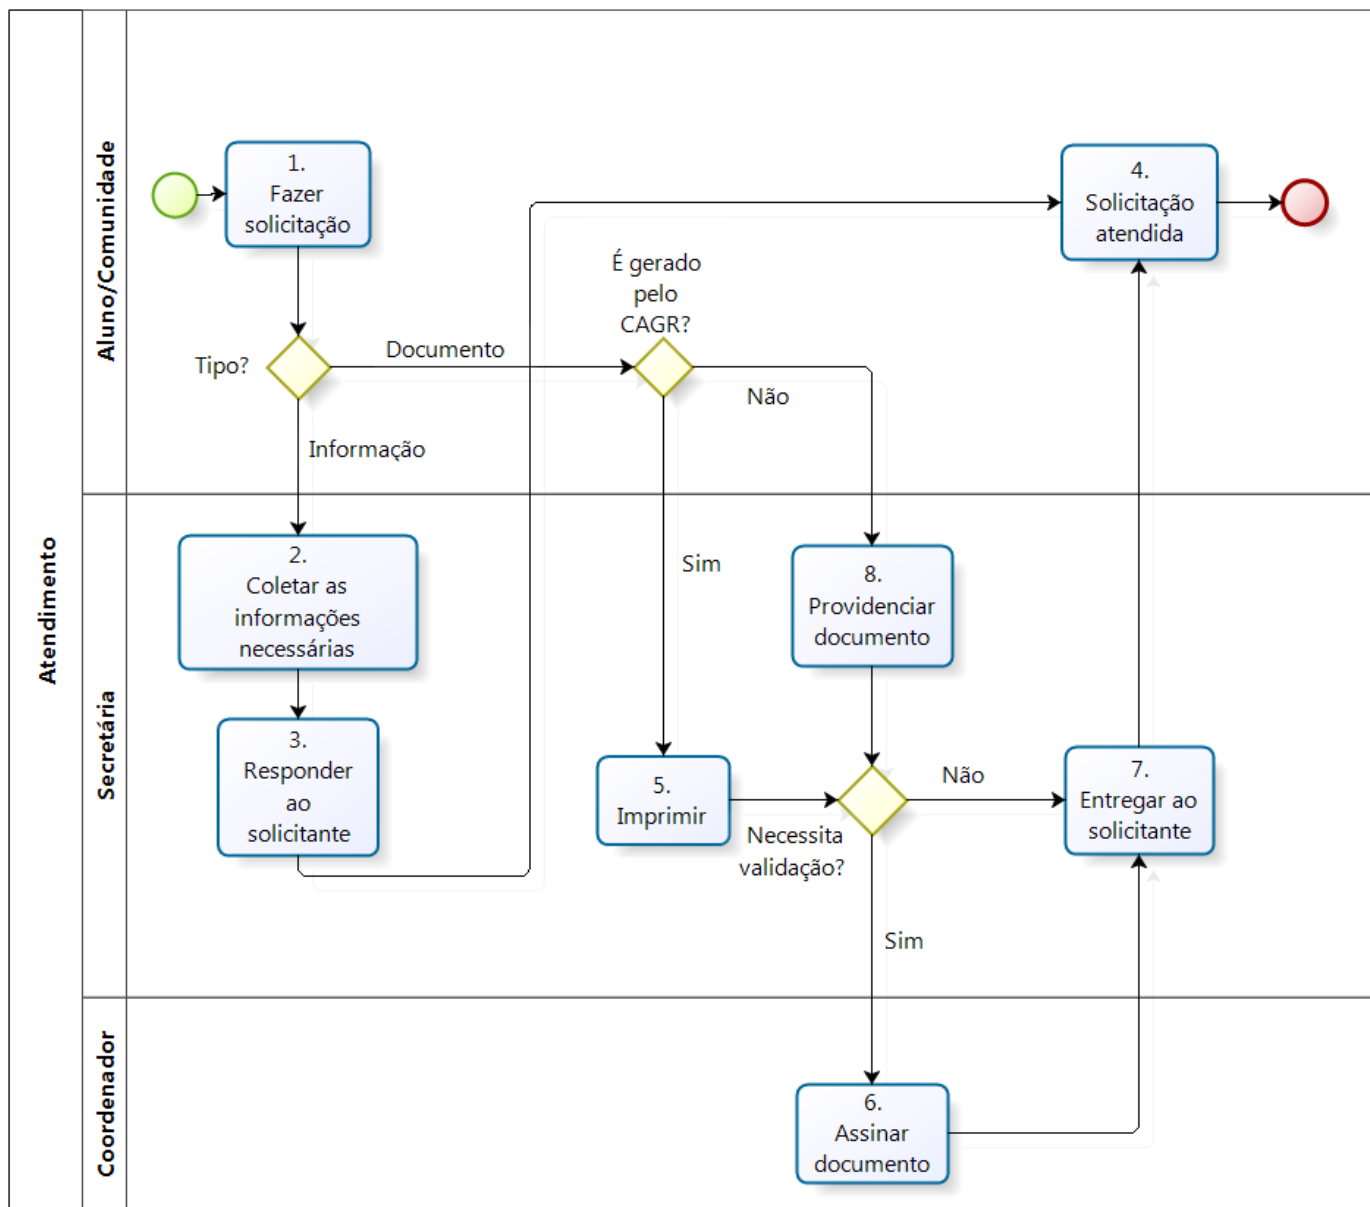 Atendimento
Aluno/Comunidade
1.
Fazer
solicitação
4.
Solicitação
atendida
É gerado
pelo
CAGR?
Tipo?
Documento
Não
Informação
Secretária
2.
Coletar as
informações
necessárias
Sim
8.
Providenciar
documento
3.
Responder
ao
solicitante
5.
Imprimir
Necessita
validação?
Não
7.
Entregar ao
solicitante
Sim
Coordenador
6.
Assinar
documento